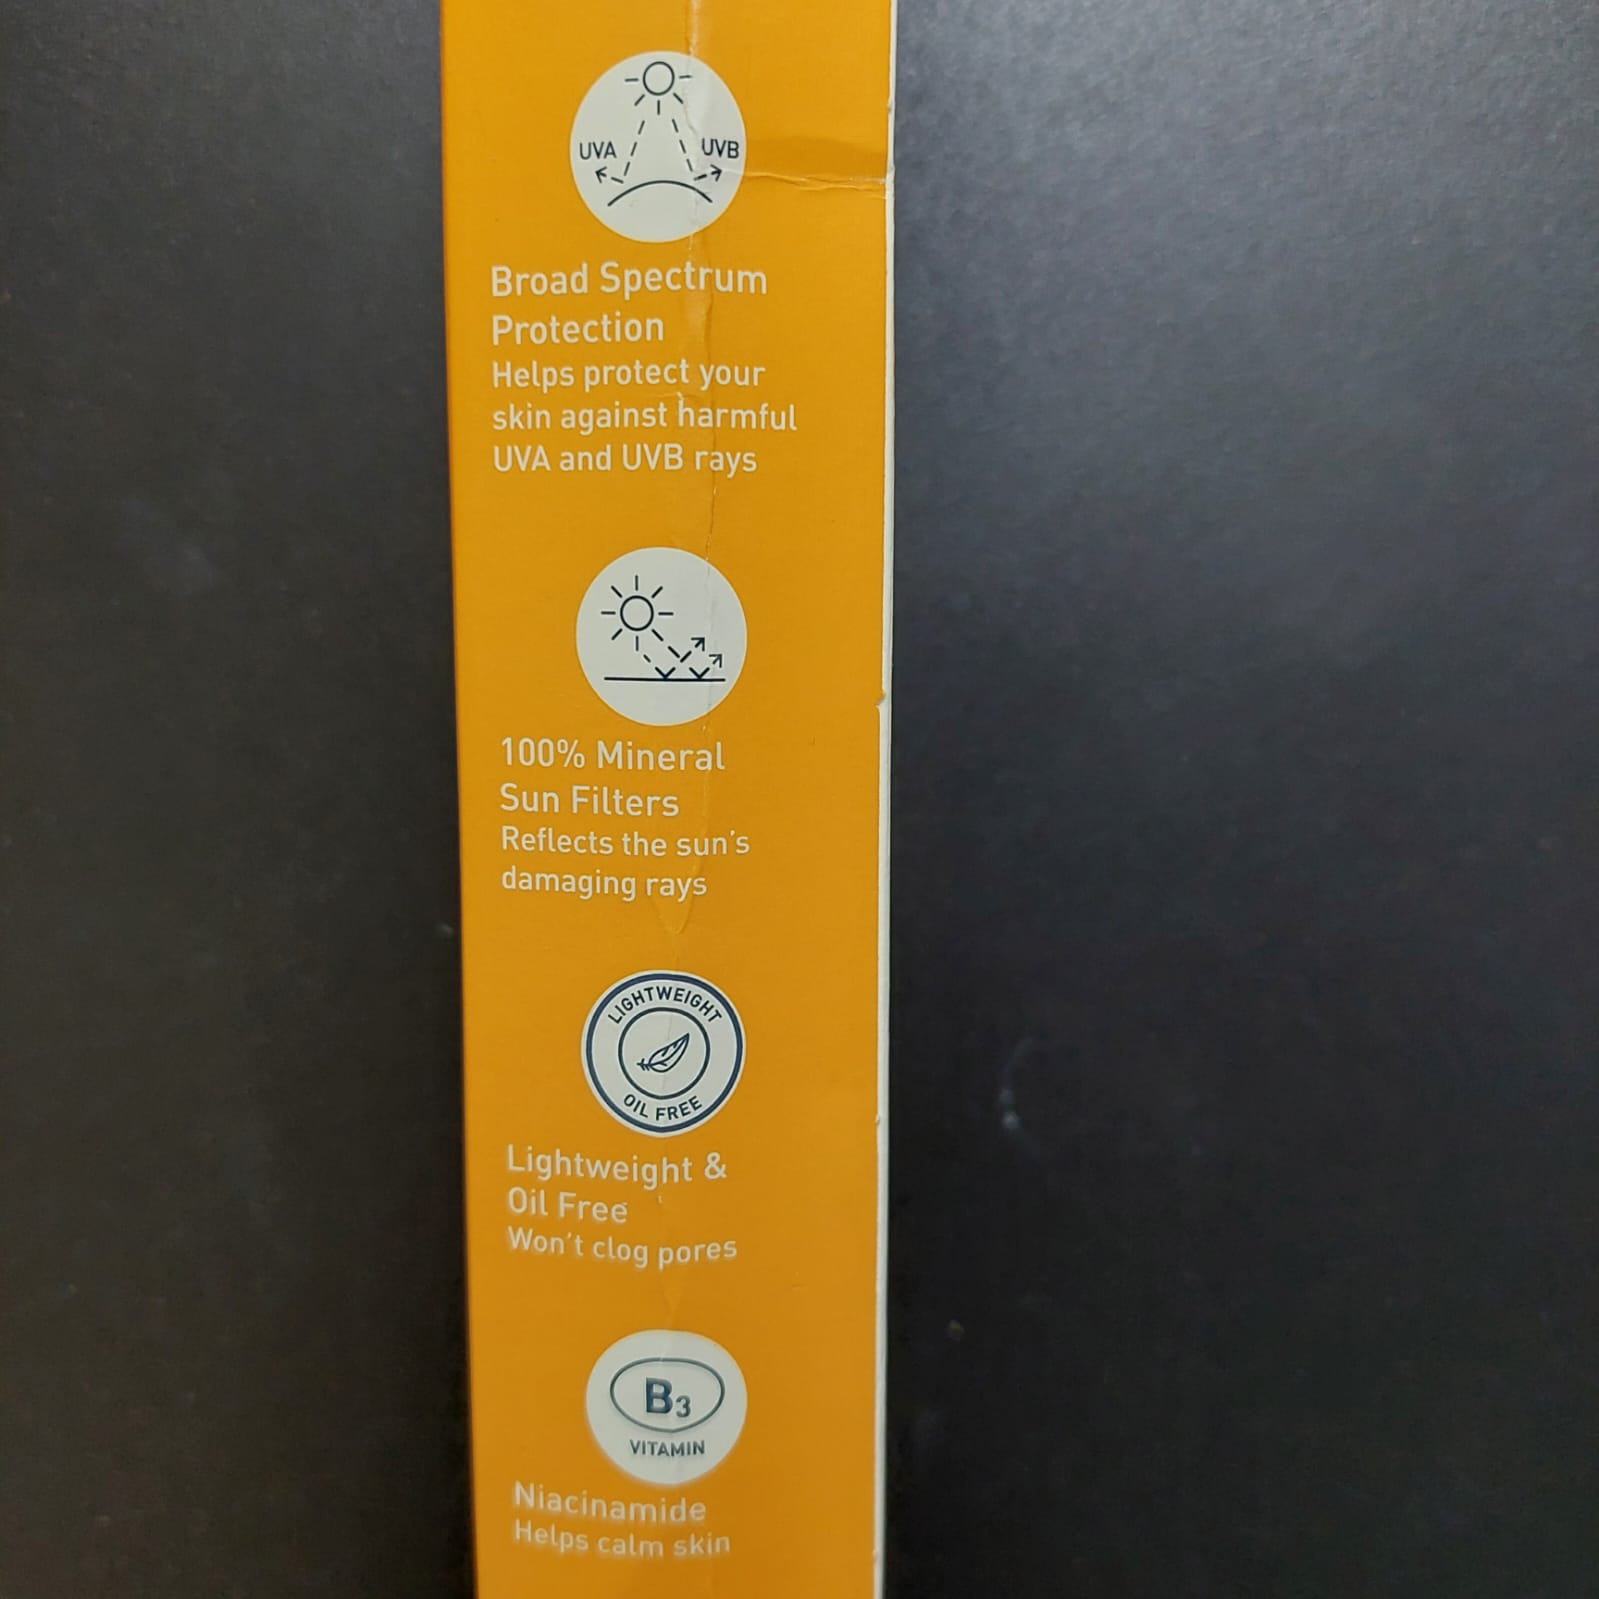 UVA
UVB
Broad Spectrum
Protection
Helps protect your
skin against harmful
UVA and UVB rays
100% Mineral
Sun Filters
Reflects the sun's
damaging rays
LIGHTWEIGHT
OIL FREE
Lightweight &
Oil Free
Won't clog pores
B3
VITAMIN
Niacinamide
Helps calm skin